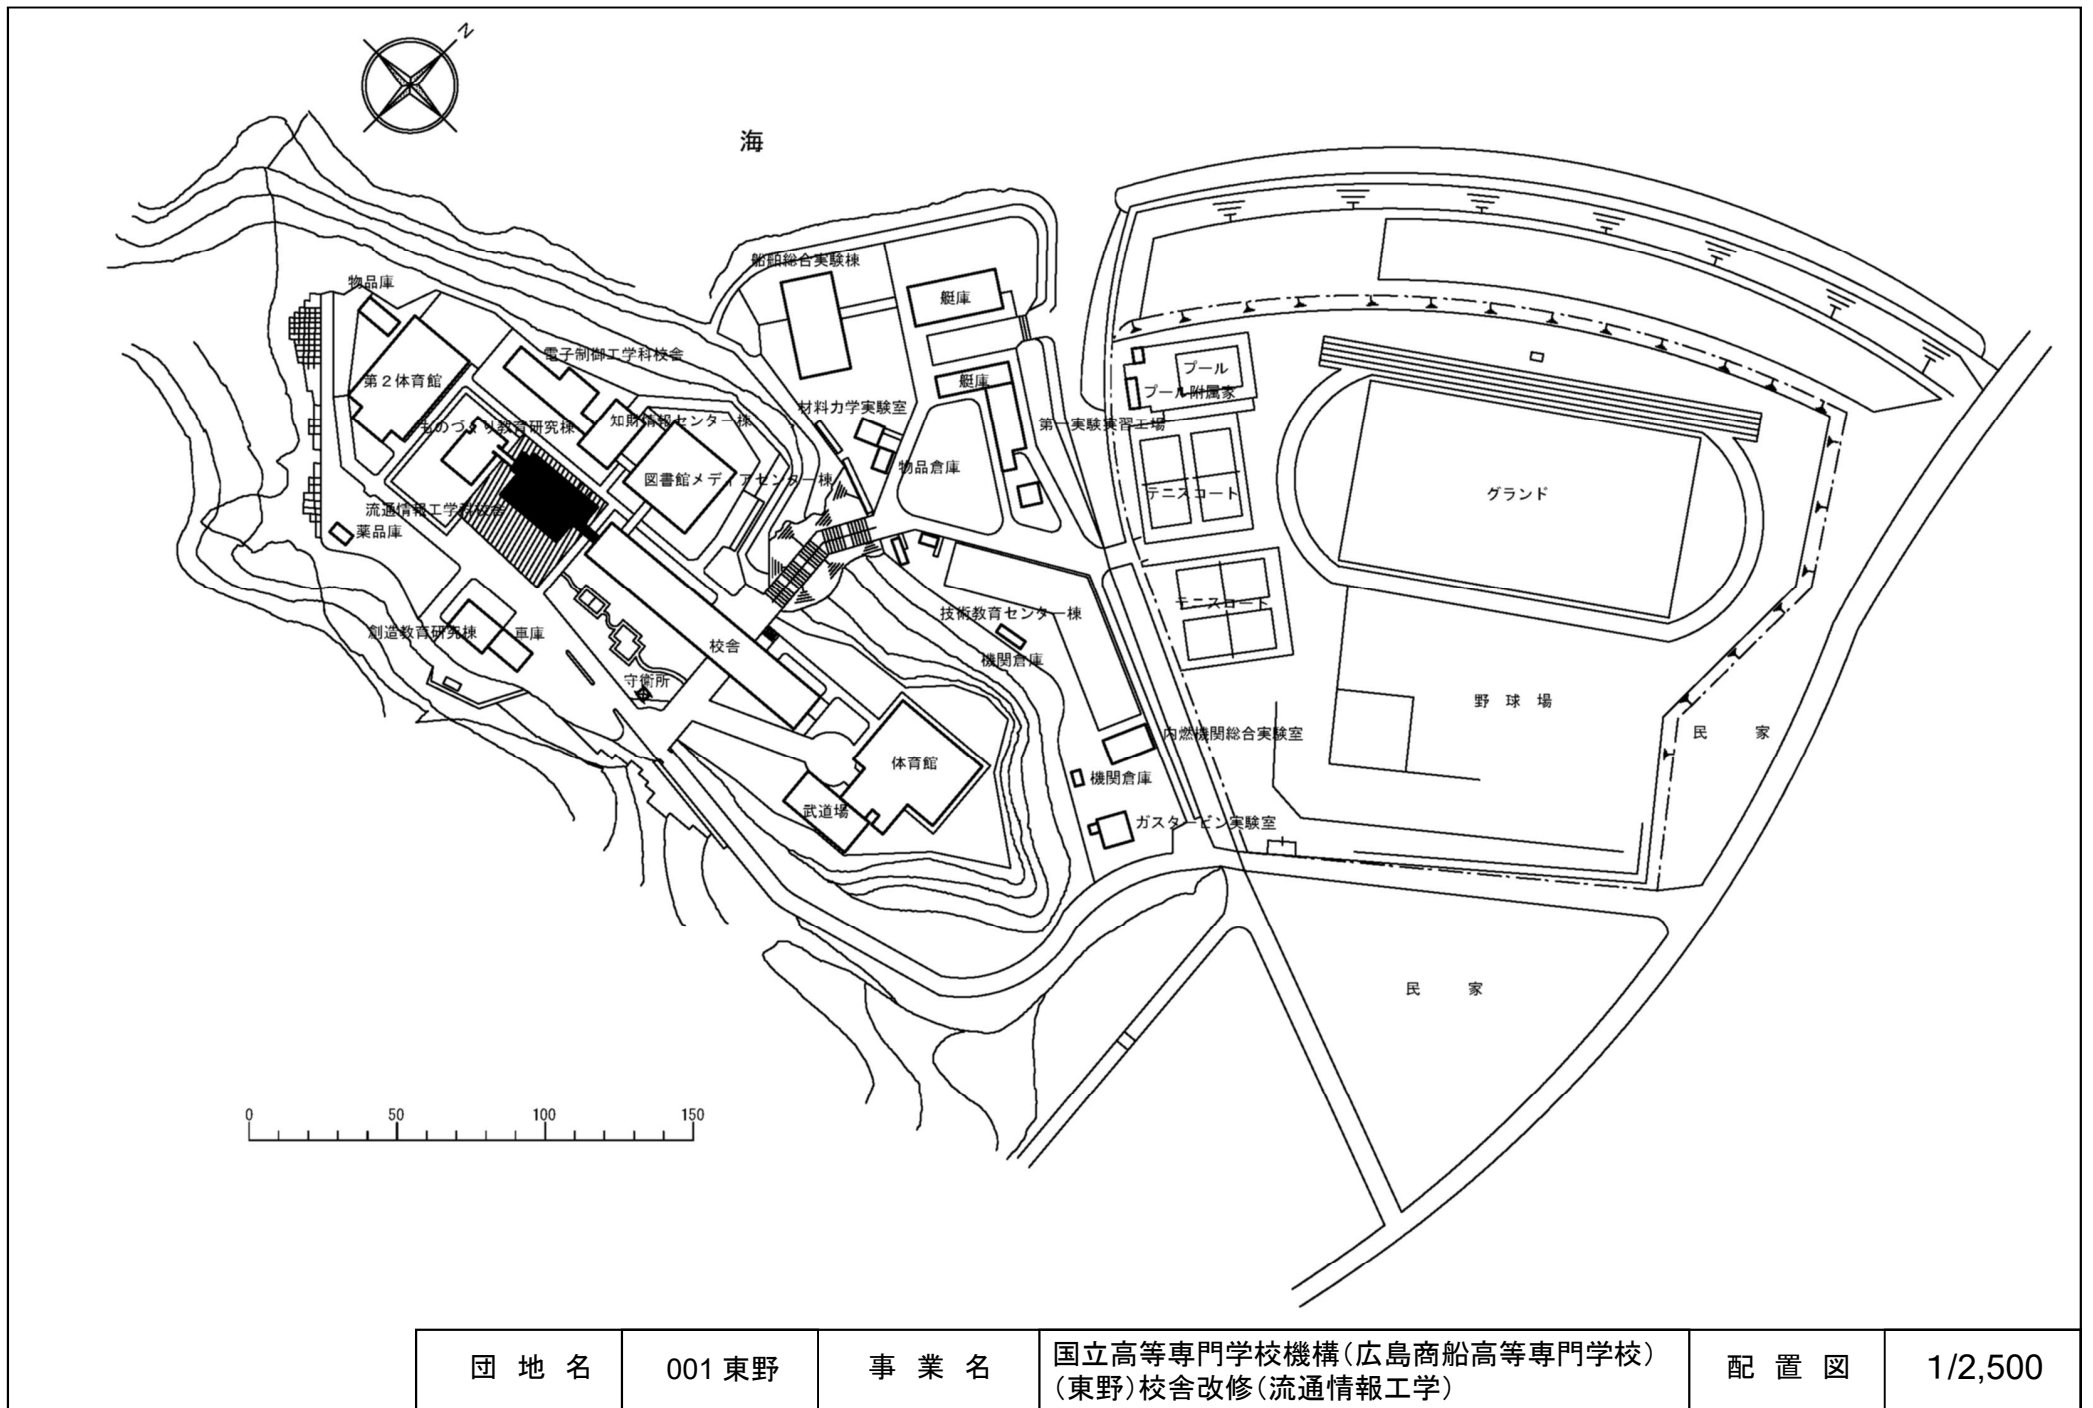 N
海
船舶総合実験棟
物品庫
艇庫
電子制御工学科校舎
プール
第2体育館
艇庫
プール附属家
材料力学実験室
知財情報センター棟
ものづくり教育研究棟
第一実験実習工場
物品倉庫
図書館メディアセンター棟
テニスコート
グランド
流通情報工学科校舎
薬品庫
テニスコート
技術教育センター棟
創造教育研究棟
車庫
校舎
機関倉庫
守衛所
野球場
民家
内燃機関総合実験室
体育館
機関倉庫
武道場
ガスタービン実験室
民家
0 50 100 150
団地名 001 東野 事業名 国立高等専門学校機構(広島商船高等専門学校) 配置図 1/2,500
(東野)校舎改修(流通情報工学)